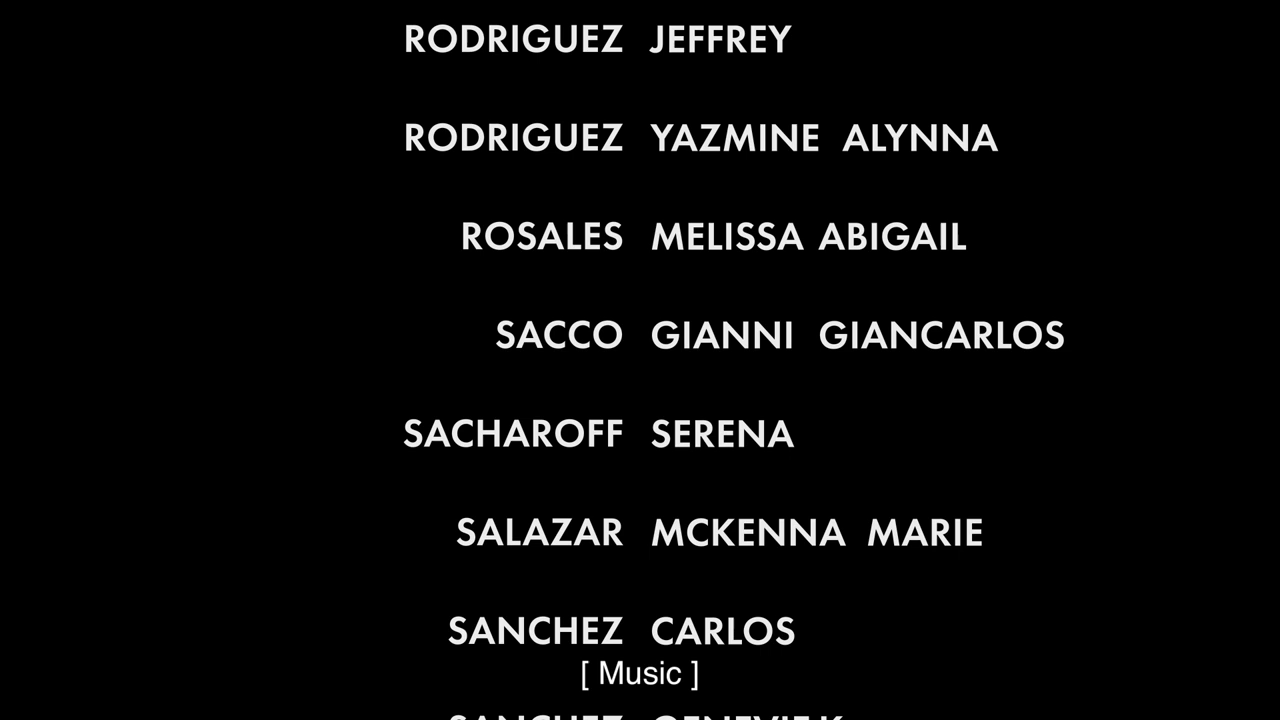 RODRIGUEZ JEFFREY
RODRIGUEZ YAZMINE ALYNNA
ROSALES MELISSA ABIGAIL
SACCO GIANNI GIANCARLOS
SACHAROFF SERENA
SALAZAR MCKENNA MARIE
SANCHEZ CARLOS
[ Music ]
SANCHEZ